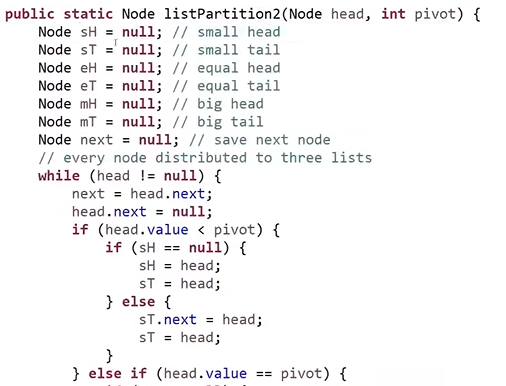 public static Node listPartition2(Node head, int pivot) {
Node sH = null; // small head
Node sT = null; // small tail
Node eH = null; // equal head
Node eT = null; // equal tail
Node mH = null; // big head
Node mT = null; // big tail
Node next = null; // save next node
// every node distributed to three lists
while (head != null) {
next = head.next;
head.next = null;
if (head.value < pivot) {
if (sH == null) {
sH = head;
sT = head;
} else {
sT.next = head;
sT = head;
}
} else if (head.value == pivot) {